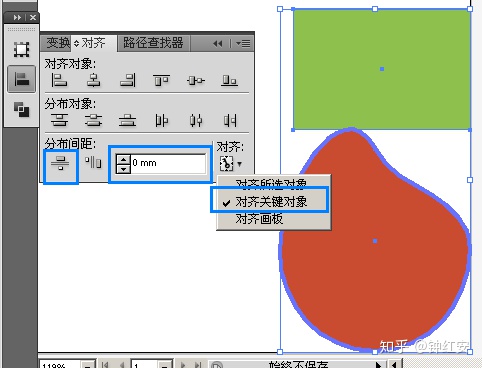 变换 对齐 路径查找器
对齐对象:
分布对象:
分布间距: 对齐:
0 mm
对齐所选对象
对齐关键对象
对齐画板
知乎 @钟红安
119% 1 始终不保存